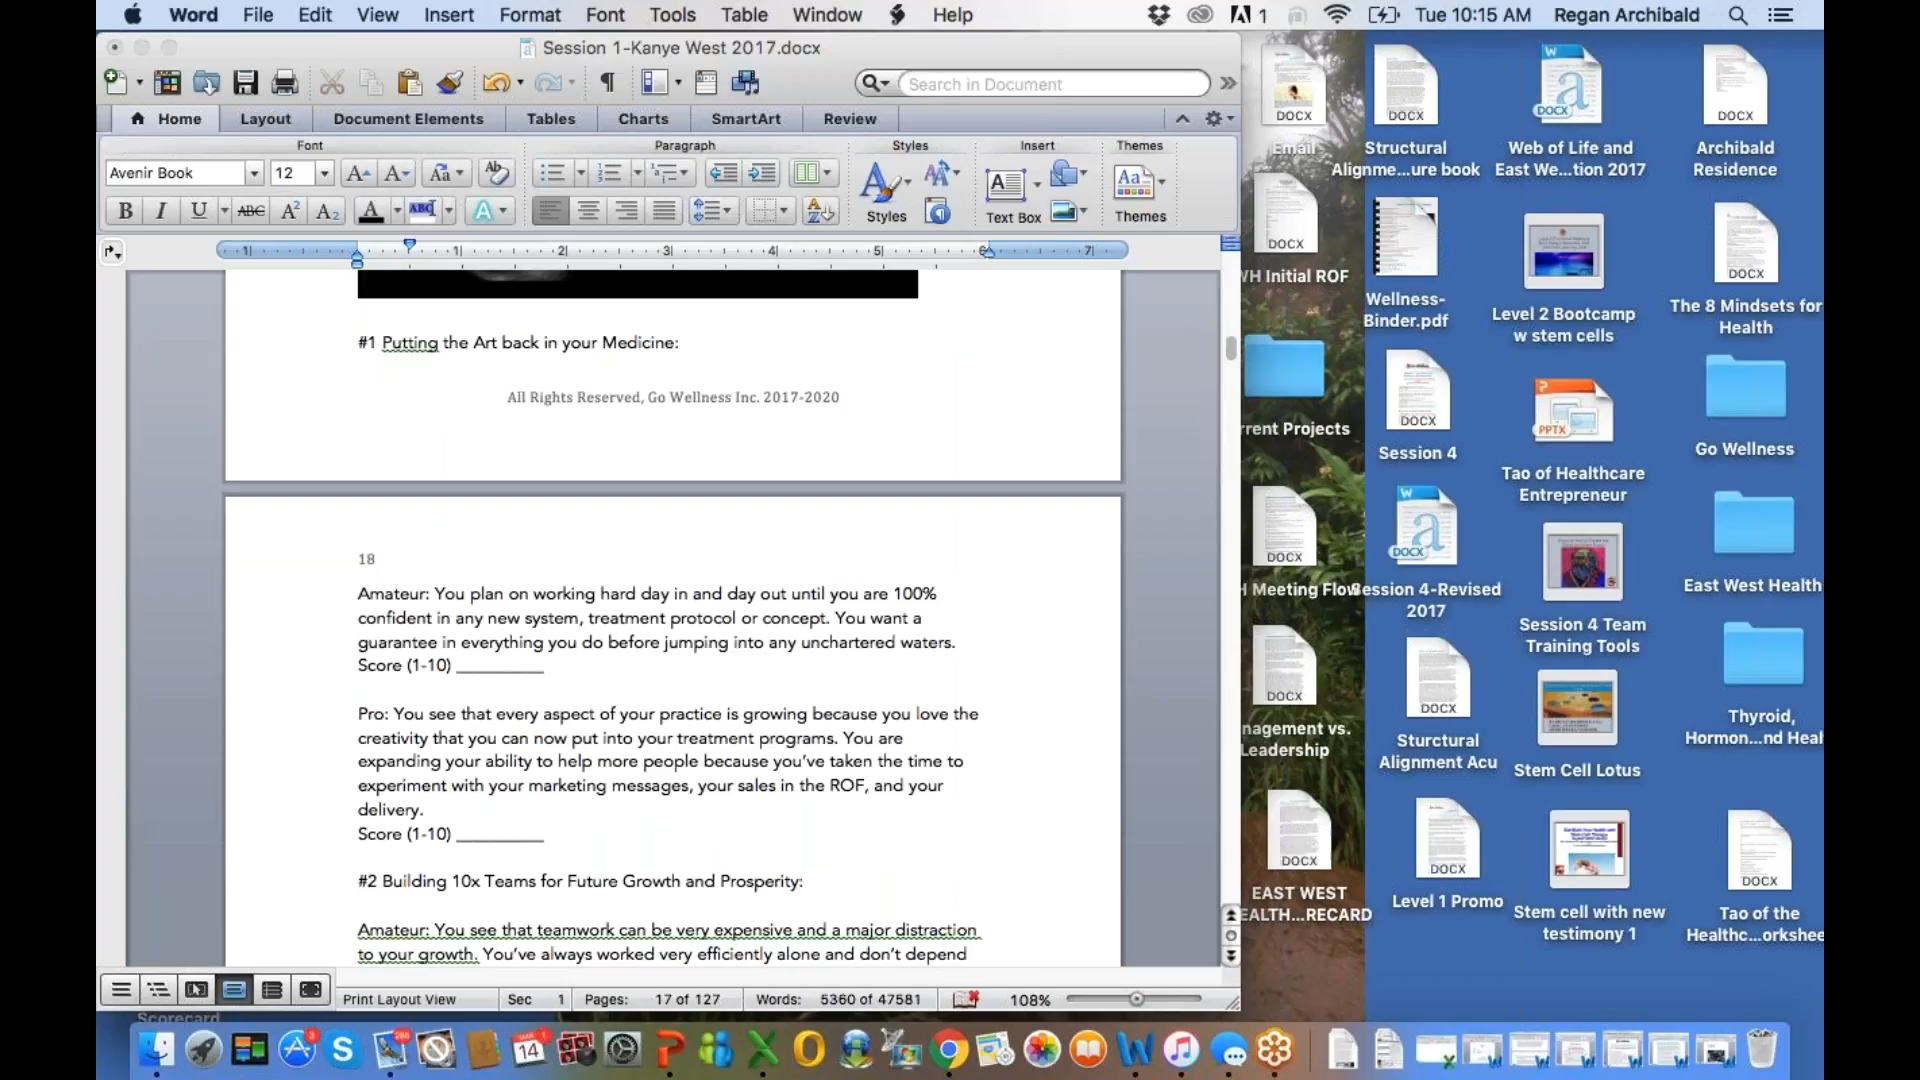 Word File Edit View Insert Format Font Tools Table Window Help
1 Tue 10:15 AM Regan Archibald
Session 1-Kanye West 2017.docx
Search in Document
Home Layout Document Elements Tables Charts SmartArt Review
Font Paragraph Styles Insert Themes
Avenir Book 12
Styles Text Box Themes
#1 Putting the Art back in your Medicine:
All Rights Reserved, Go Wellness Inc. 2017-2020
18
Amateur: You plan on working hard day in and day out until you are 100%
confident in any new system, treatment protocol or concept. You want a
guarantee in everything you do before jumping into any unchartered waters.
Score (1-10) __________
Pro: You see that every aspect of your practice is growing because you love the
creativity that you can now put into your treatment programs. You are
expanding your ability to help more people because you've taken the time to
experiment with your marketing messages, your sales in the ROF, and your
delivery.
Score (1-10) __________
#2 Building 10x Teams for Future Growth and Prosperity:
Amateur: You see that teamwork can be very expensive and a major distraction
to your growth. You've always worked very efficiently alone and don't depend
Print Layout View Sec 1 Pages: 17 of 127 Words: 5360 of 47581 108%
Scorecard
Email
WH Initial ROF
rrent Projects
H Meeting Flow
nagement vs.
Leadership
EAST WEST
EALTH...RECARD
Structural
Alignme...ure book
Wellness-
Binder.pdf
Session 4
Session 4-Revised
2017
Sturctural
Alignment Acu
Level 1 Promo
Web of Life and
East We...tion 2017
Level 2 Bootcamp
w stem cells
Tao of Healthcare
Entrepreneur
Session 4 Team
Training Tools
Stem Cell Lotus
Stem cell with new
testimony 1
Archibald
Residence
The 8 Mindsets for
Health
Go Wellness
East West Health
Thyroid,
Hormon...nd Heal
Tao of the
Healthc...orkshee